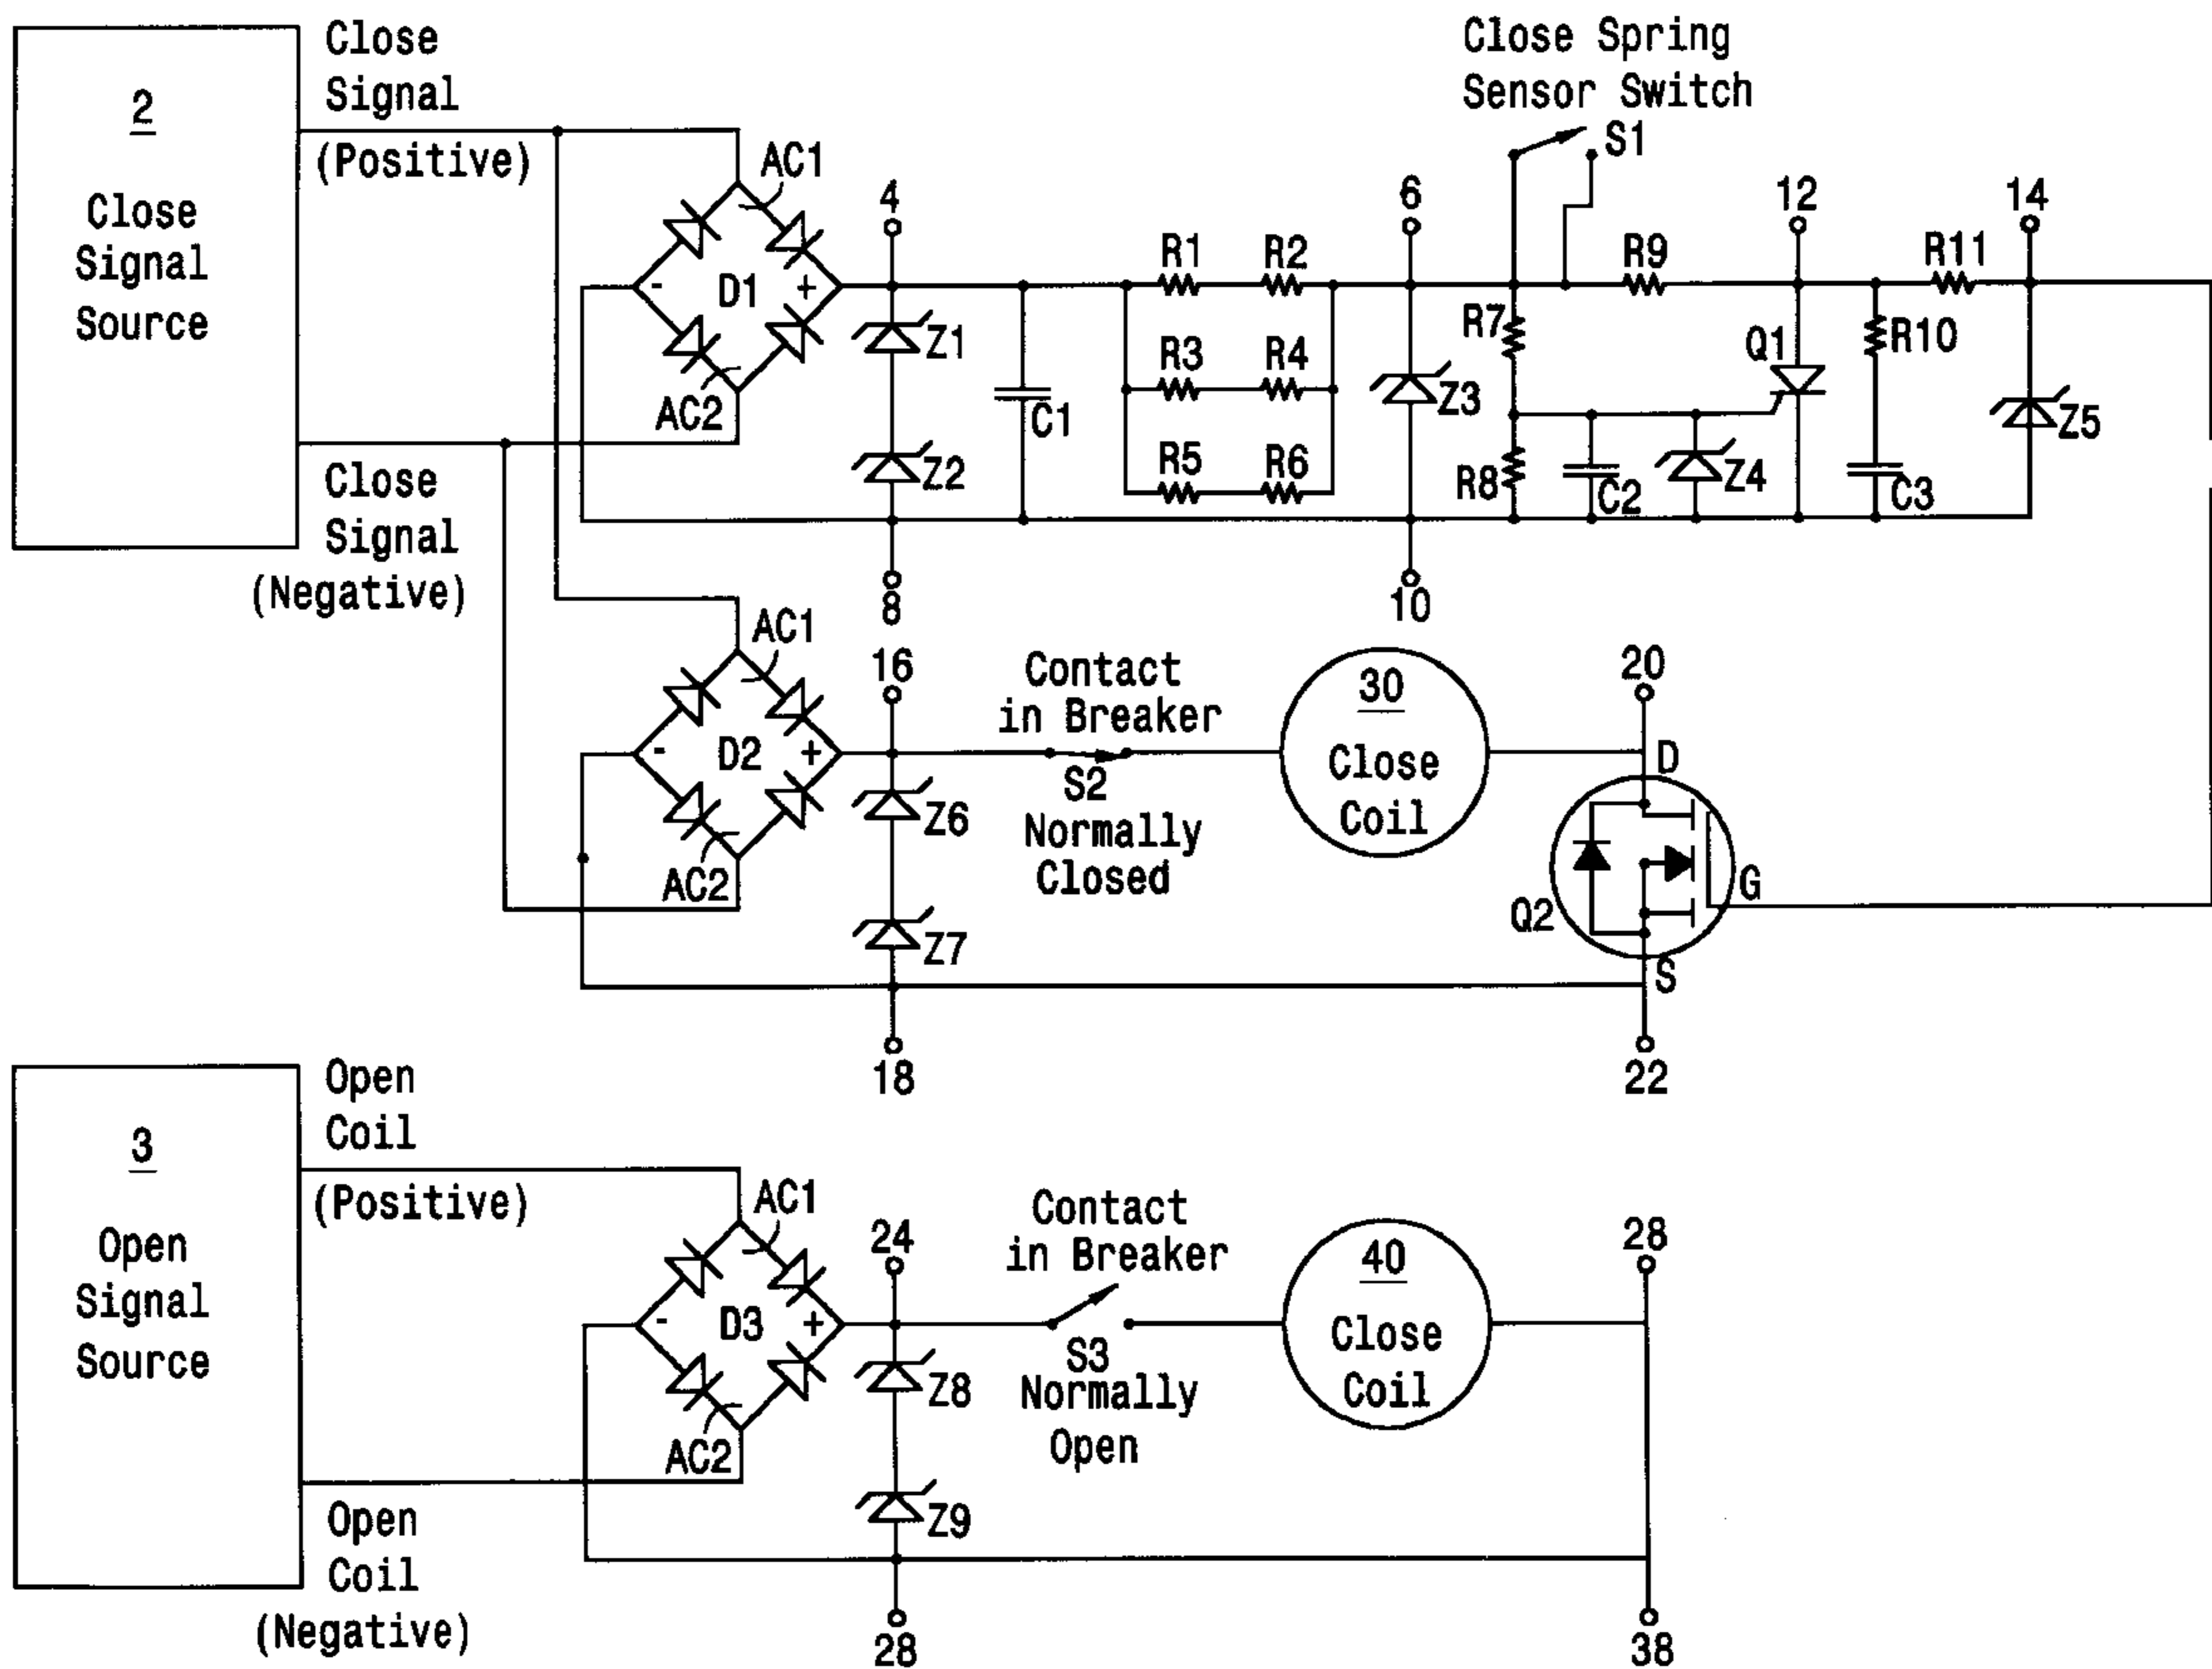 2
Close
Signal
Source
Close
Signal
(Positive)
Close
Signal
(Negative)
AC1
D1
-
+
AC2
4
Z1
Z2
8
C1
R1
R2
R3
R4
R5
R6
6
Z3
10
Close Spring
Sensor Switch
S1
R7
R8
C2
Z4
R9
12
Q1
R10
C3
R11
14
Z5
AC1
D2
-
+
AC2
16
Z6
Z7
18
Contact
in Breaker
S2
Normally
Closed
30
Close
Coil
20
D
G
Q2
S
22
3
Open
Signal
Source
Open
Coil
(Positive)
Open
Coil
(Negative)
AC1
D3
-
+
AC2
24
Z8
Z9
28
Contact
in Breaker
S3
Normally
Open
40
Close
Coil
28
38